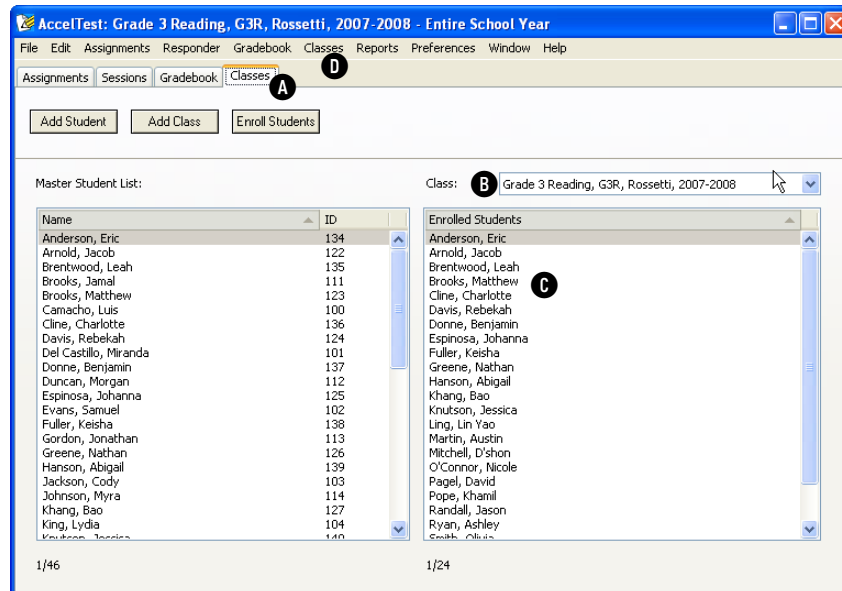 AccelTest: Grade 3 Reading, G3R, Rossetti, 2007-2008 - Entire School Year
File Edit Assignments Responder Gradebook Classes Reports Preferences Window Help
D
Assignments Sessions Gradebook Classes
A
Add Student Add Class Enroll Students
Master Student List: Class: B Grade 3 Reading, G3R, Rossetti, 2007-2008
Name ID Enrolled Students
Anderson, Eric 134 Anderson, Eric
Arnold, Jacob 122 Arnold, Jacob
Brentwood, Leah 135 Brentwood, Leah
Brooks, Jamal 111 Brooks, Matthew C
Brooks, Matthew 123 Cline, Charlotte
Camacho, Luis 100 Davis, Rebekah
Cline, Charlotte 136 Donne, Benjamin
Davis, Rebekah 124 Espinosa, Johanna
Del Castillo, Miranda 101 Fuller, Keisha
Donne, Benjamin 137 Greene, Nathan
Duncan, Morgan 112 Hanson, Abigail
Espinosa, Johanna 125 Khang, Bao
Evans, Samuel 102 Knutson, Jessica
Fuller, Keisha 138 Ling, Lin Yao
Gordon, Jonathan 113 Martin, Austin
Greene, Nathan 126 Mitchell, D'shon
Hanson, Abigail 139 O'Connor, Nicole
Jackson, Cody 103 Pagel, David
Johnson, Myra 114 Pope, Khamil
Khang, Bao 127 Randall, Jason
King, Lydia 104 Ryan, Ashley
Knutson, Jessica 140 Smith, Olivia
1/46 1/24